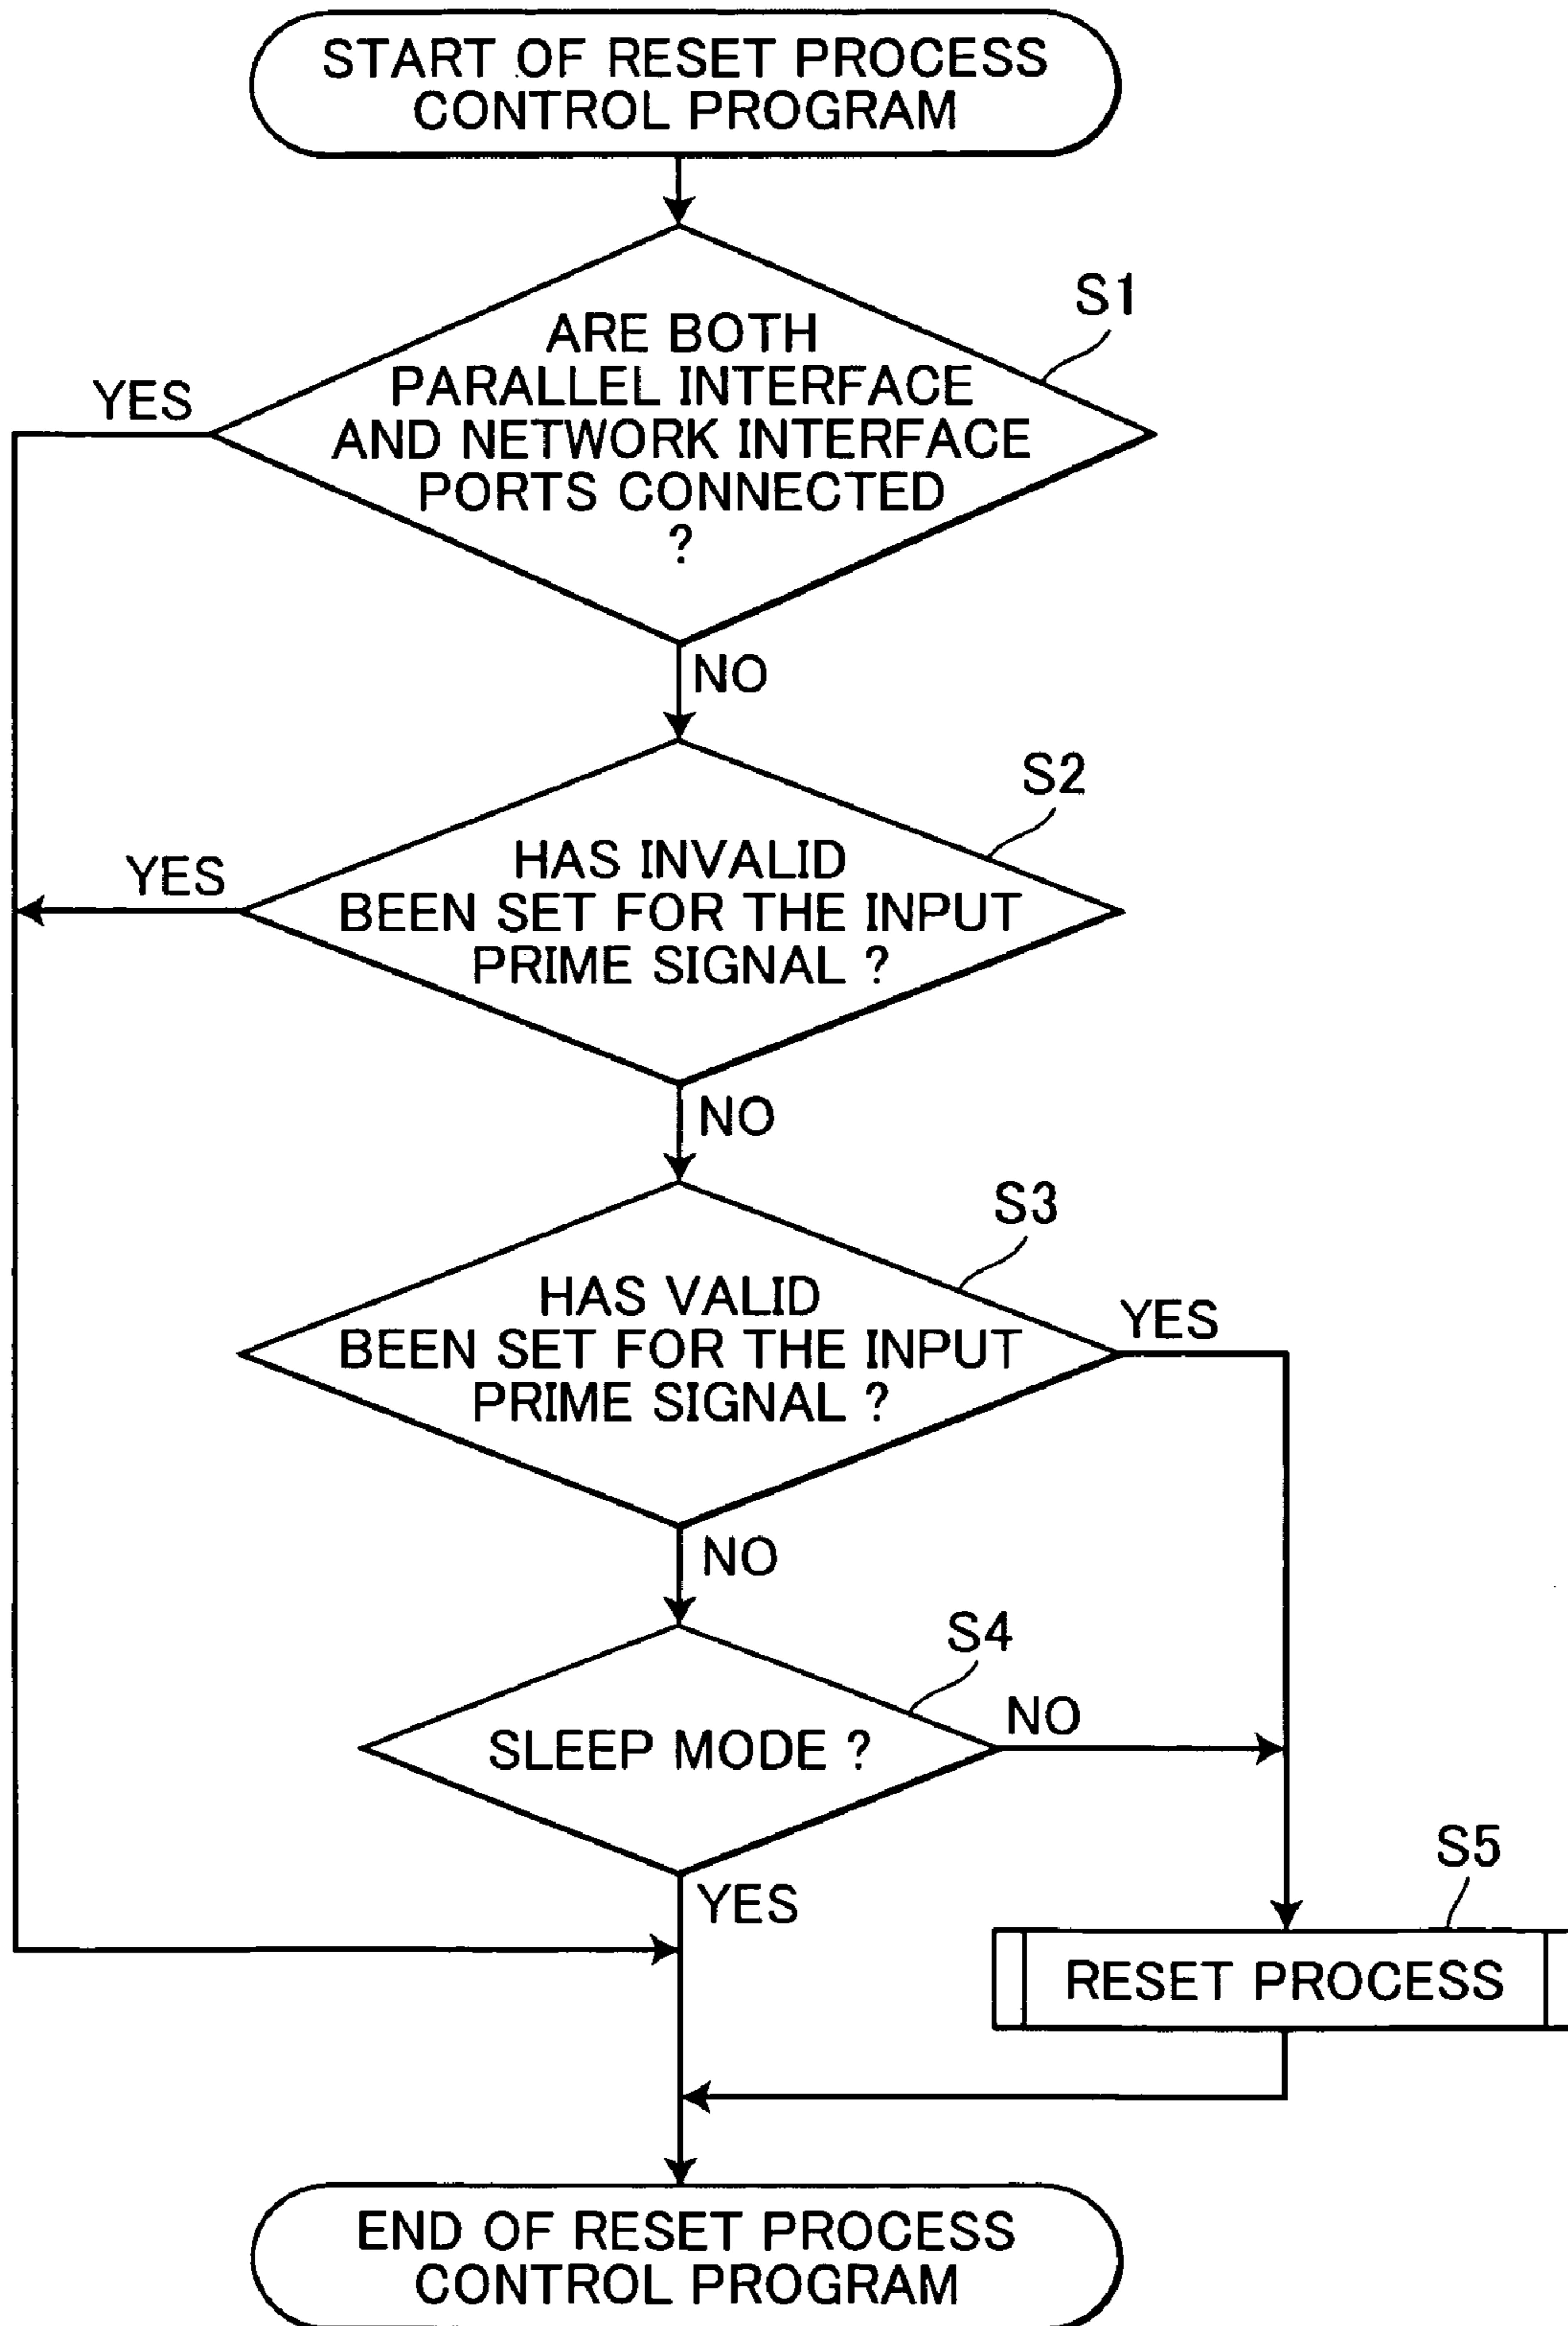 START OF RESET PROCESS
CONTROL PROGRAM
S1
ARE BOTH
PARALLEL INTERFACE
AND NETWORK INTERFACE
PORTS CONNECTED
?
YES
NO
S2
HAS INVALID
BEEN SET FOR THE INPUT
PRIME SIGNAL ?
YES
NO
S3
HAS VALID
BEEN SET FOR THE INPUT
PRIME SIGNAL ?
YES
NO
S4
SLEEP MODE ?
NO
YES
S5
RESET PROCESS
END OF RESET PROCESS
CONTROL PROGRAM